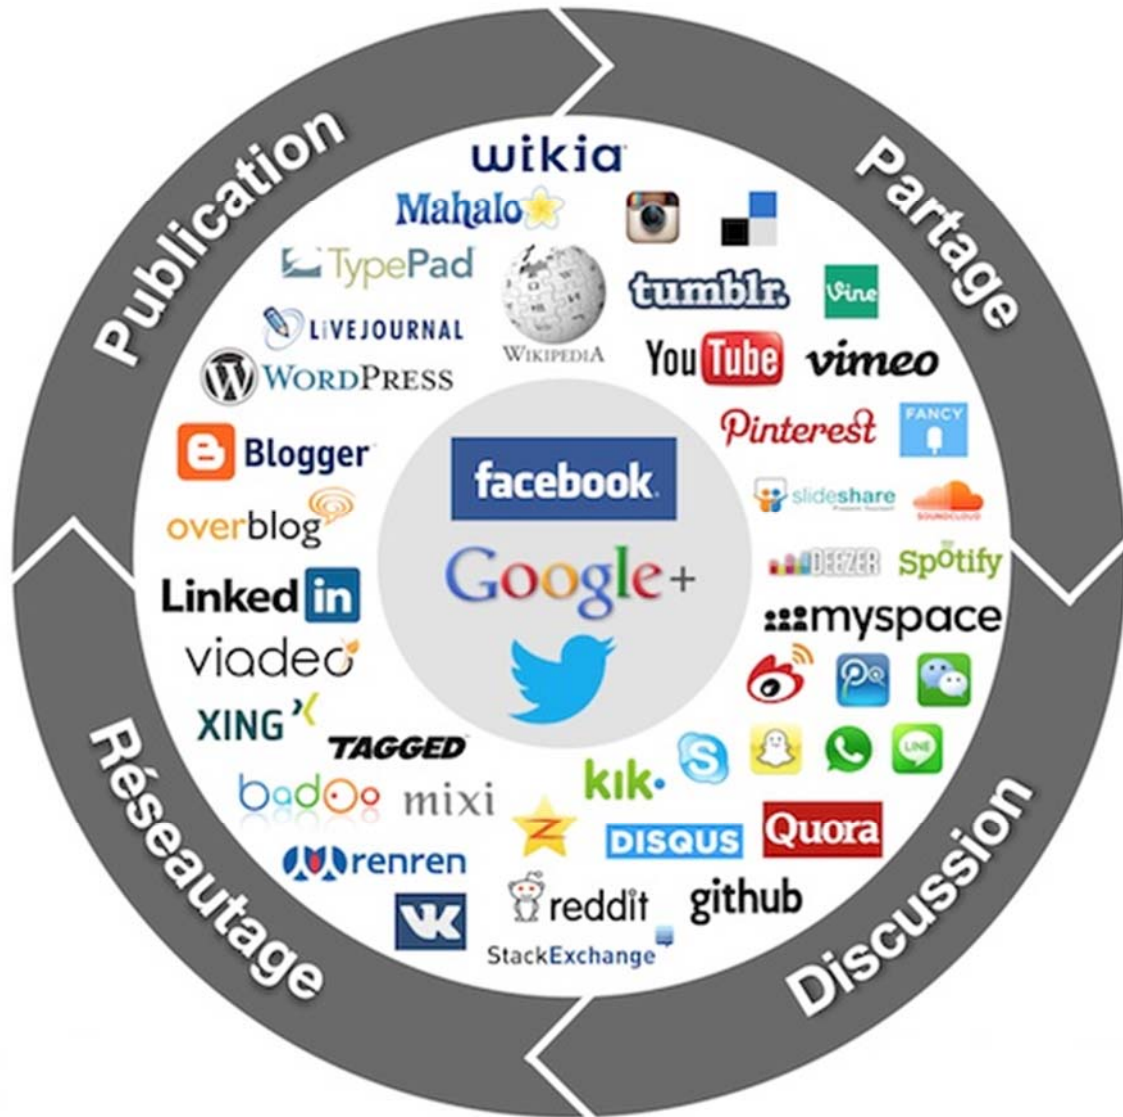 Publication
Partage
wikia
Mahalo
TypePad
WIKIPEDIA
tumblr.
Vine
LiVEJOURNAL
YouTube
vimeo
WORDPRESS
Pinterest
FANCY
Blogger
facebook
slideshare
SOUNDCLOUD
overblog
Google+
DEEZER
Spotify
LinkedIn
myspace
viadeo
XING
TAGGED
kik.
LINE
badoo
mixi
DISQUS
Quora
renren
reddit
github
VK
StackExchange
Réseautage
Discussion